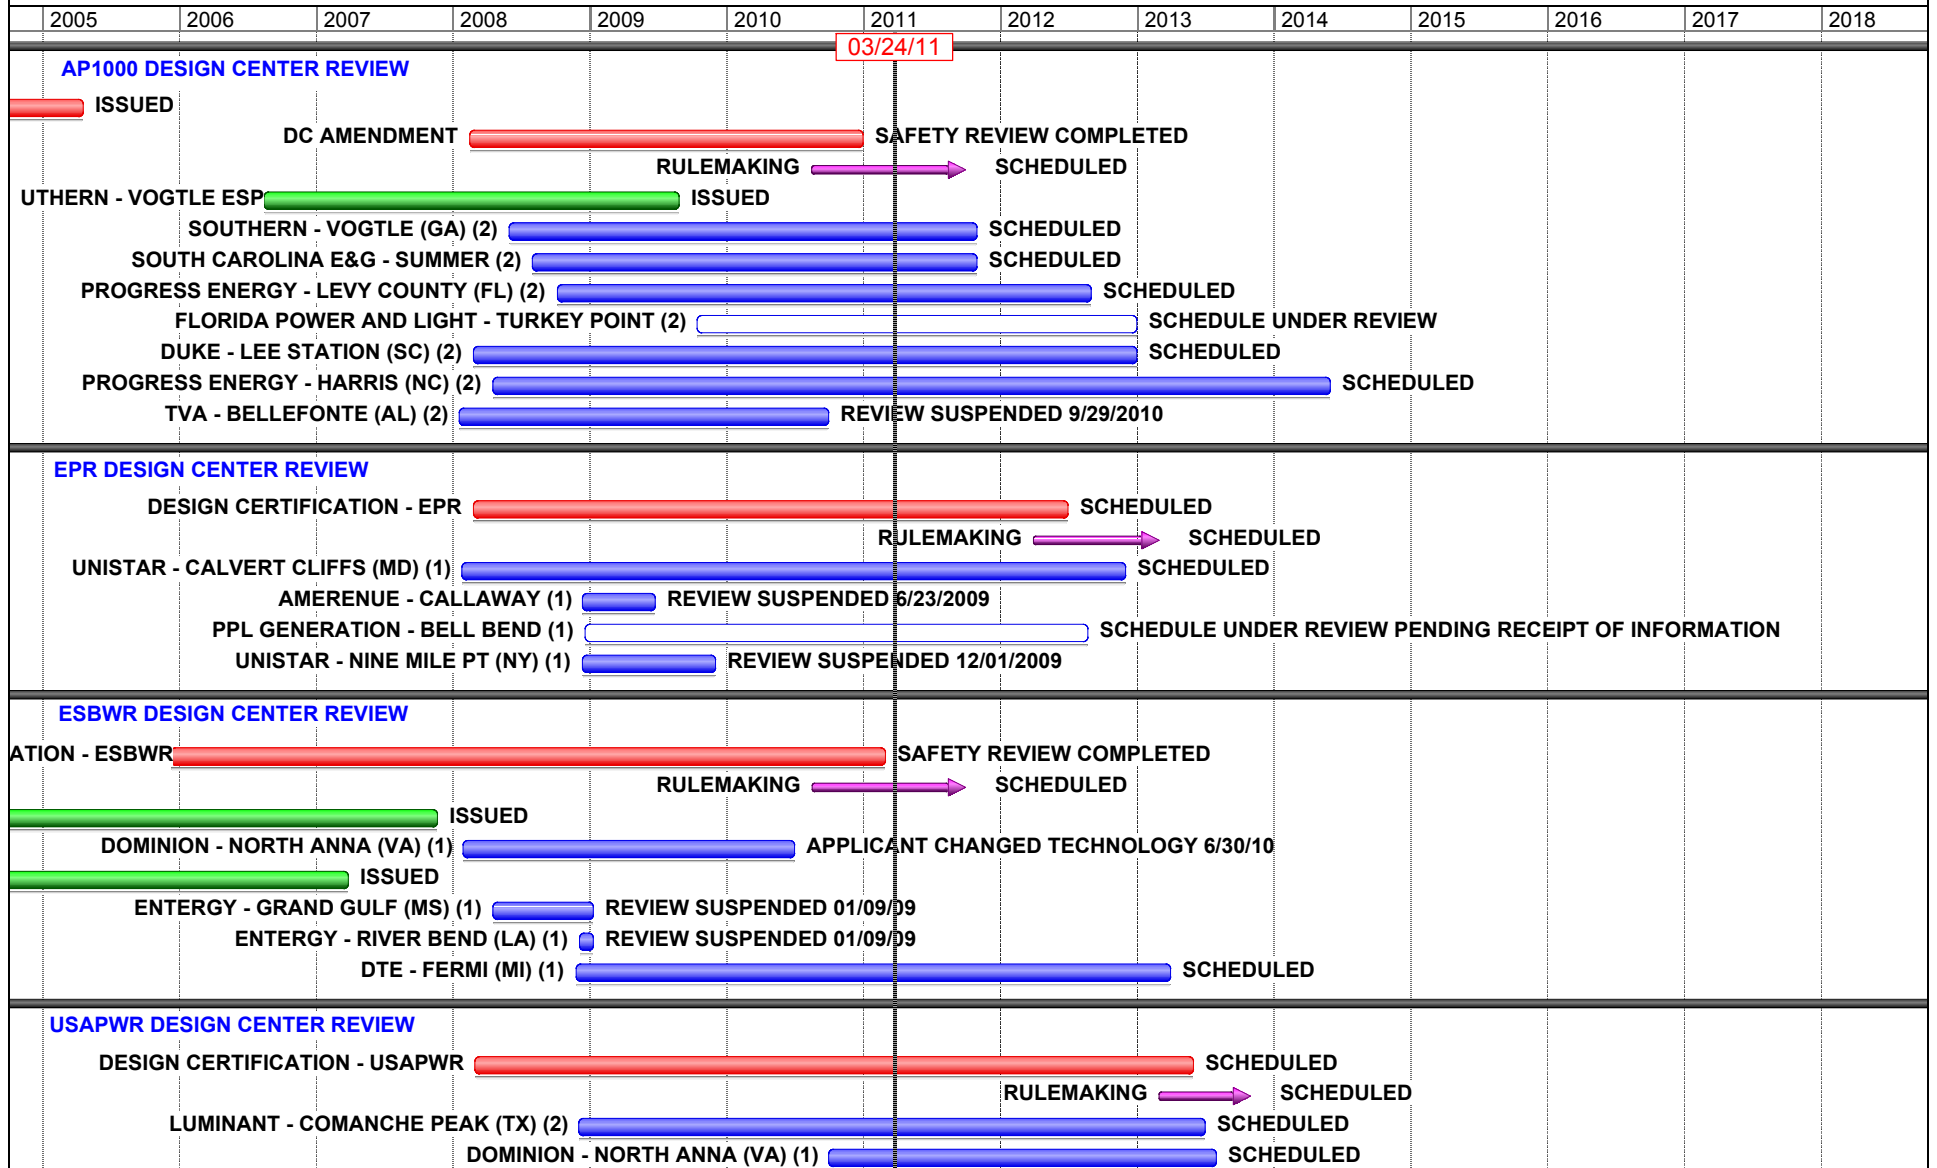 2005 2006 2007 2008 2009 2010 2011 2012 2013 2014 2015 2016 2017 2018
03/24/11
AP1000 DESIGN CENTER REVIEW
ISSUED
DC AMENDMENT SAFETY REVIEW COMPLETED
RULEMAKING SCHEDULED
UTHERN - VOGTLE ESP ISSUED
SOUTHERN - VOGTLE (GA) (2) SCHEDULED
SOUTH CAROLINA E&G - SUMMER (2) SCHEDULED
PROGRESS ENERGY - LEVY COUNTY (FL) (2) SCHEDULED
FLORIDA POWER AND LIGHT - TURKEY POINT (2) SCHEDULE UNDER REVIEW
DUKE - LEE STATION (SC) (2) SCHEDULED
PROGRESS ENERGY - HARRIS (NC) (2) SCHEDULED
TVA - BELLEFONTE (AL) (2) REVIEW SUSPENDED 9/29/2010
EPR DESIGN CENTER REVIEW
DESIGN CERTIFICATION - EPR SCHEDULED
RULEMAKING SCHEDULED
UNISTAR - CALVERT CLIFFS (MD) (1) SCHEDULED
AMERENUE - CALLAWAY (1) REVIEW SUSPENDED 6/23/2009
PPL GENERATION - BELL BEND (1) SCHEDULE UNDER REVIEW PENDING RECEIPT OF INFORMATION
UNISTAR - NINE MILE PT (NY) (1) REVIEW SUSPENDED 12/01/2009
ESBWR DESIGN CENTER REVIEW
ATION - ESBWR SAFETY REVIEW COMPLETED
RULEMAKING SCHEDULED
ISSUED
DOMINION - NORTH ANNA (VA) (1) APPLICANT CHANGED TECHNOLOGY 6/30/10
ISSUED
ENTERGY - GRAND GULF (MS) (1) REVIEW SUSPENDED 01/09/09
ENTERGY - RIVER BEND (LA) (1) REVIEW SUSPENDED 01/09/09
DTE - FERMI (MI) (1) SCHEDULED
USAPWR DESIGN CENTER REVIEW
DESIGN CERTIFICATION - USAPWR SCHEDULED
RULEMAKING SCHEDULED
LUMINANT - COMANCHE PEAK (TX) (2) SCHEDULED
DOMINION - NORTH ANNA (VA) (1) SCHEDULED